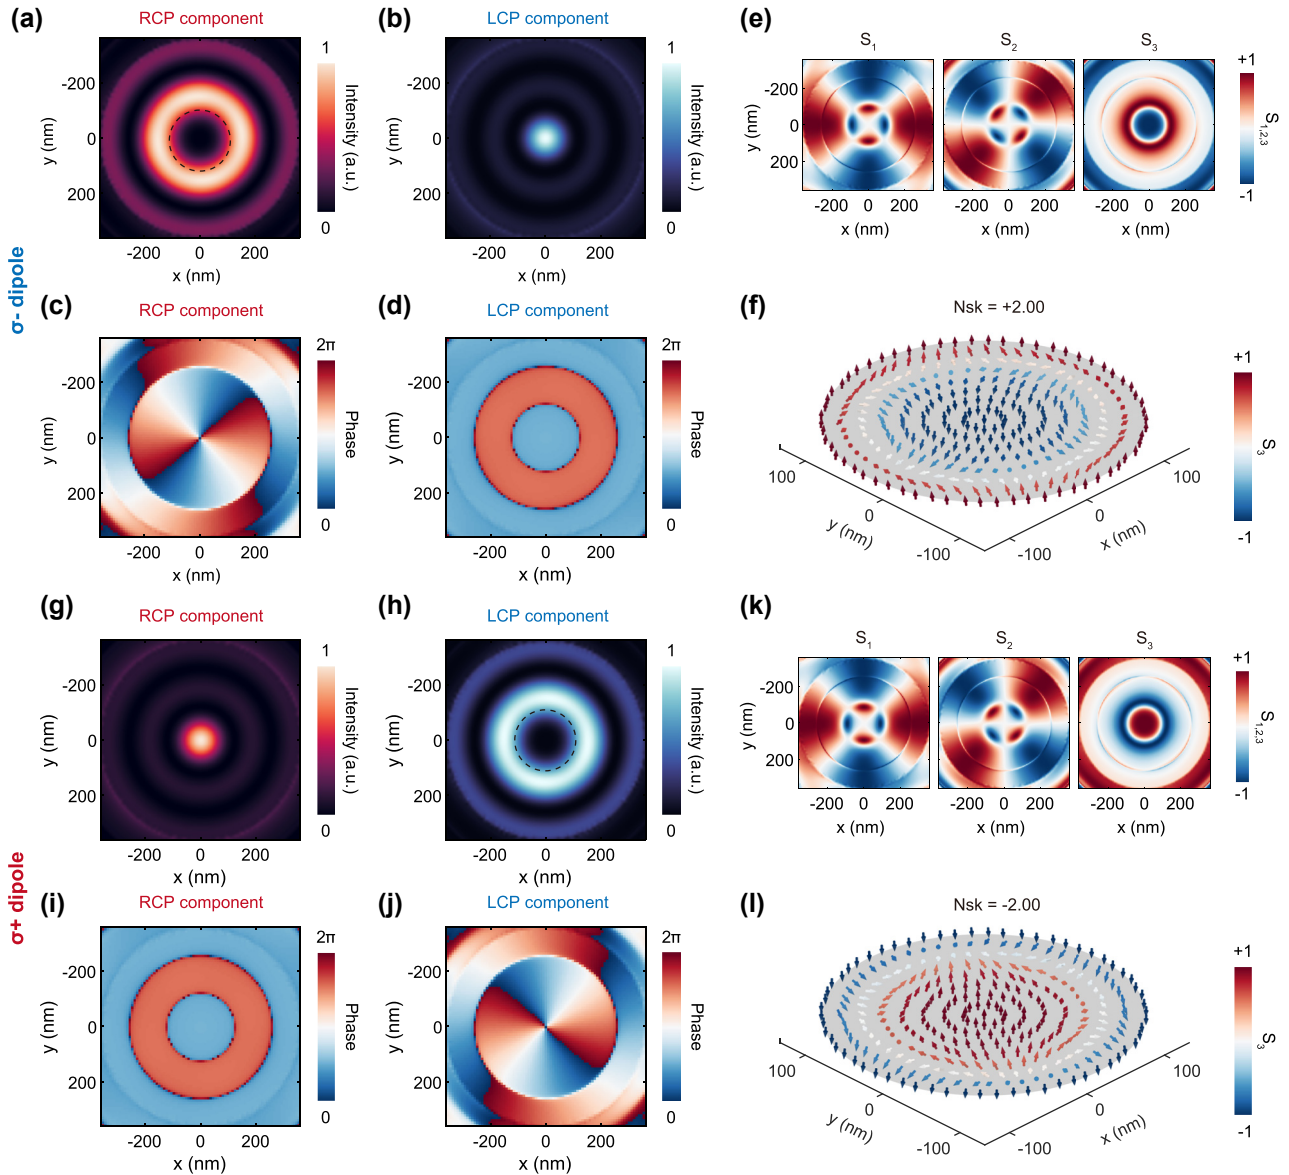 (a)
RCP component
-200
0
200
y (nm)
-200 0 200
x (nm)
1
0
Intensity (a.u.)
(b)
LCP component
-200
0
200
y (nm)
-200 0 200
x (nm)
1
0
Intensity (a.u.)
(e)
S1
S2
S3
-200
0
200
y (nm)
-200 0 200
-200 0 200
-200 0 200
x (nm)
x (nm)
x (nm)
+1
-1
S1,2,3
σ- dipole
(c)
RCP component
-200
0
200
y (nm)
-200 0 200
x (nm)
2π
0
Phase
(d)
LCP component
-200
0
200
y (nm)
-200 0 200
x (nm)
2π
0
Phase
(f)
Nsk = +2.00
100
0
-100
y (nm)
-100
0
100
x (nm)
+1
-1
S3
(g)
RCP component
-200
0
200
y (nm)
-200 0 200
x (nm)
1
0
Intensity (a.u.)
(h)
LCP component
-200
0
200
y (nm)
-200 0 200
x (nm)
1
0
Intensity (a.u.)
(k)
S1
S2
S3
-200
0
200
y (nm)
-200 0 200
-200 0 200
-200 0 200
x (nm)
x (nm)
x (nm)
+1
-1
S1,2,3
σ+ dipole
(i)
RCP component
-200
0
200
y (nm)
-200 0 200
x (nm)
2π
0
Phase
(j)
LCP component
-200
0
200
y (nm)
-200 0 200
x (nm)
2π
0
Phase
(l)
Nsk = -2.00
100
0
-100
y (nm)
-100
0
100
x (nm)
+1
-1
S3